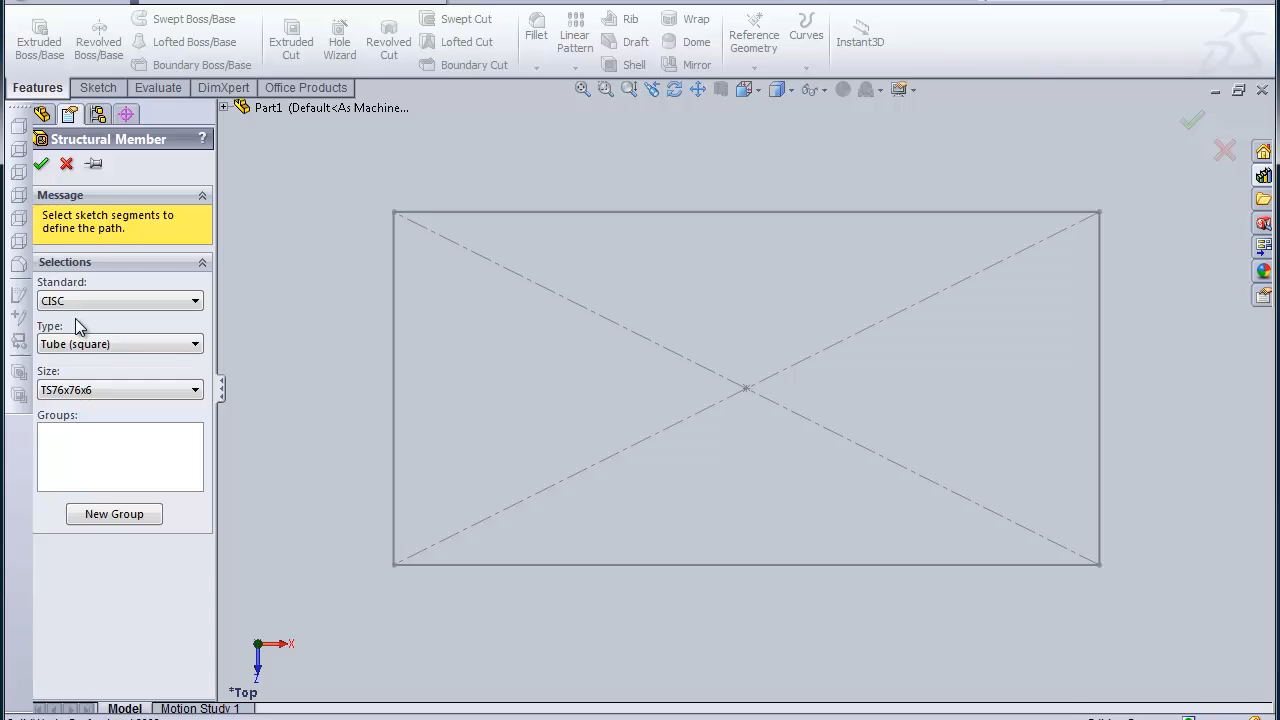 Extruded Boss/Base
Revolved Boss/Base
Swept Boss/Base
Lofted Boss/Base
Boundary Boss/Base
Extruded Cut
Hole Wizard
Revolved Cut
Swept Cut
Lofted Cut
Boundary Cut
Fillet
Linear Pattern
Rib
Draft
Shell
Wrap
Dome
Mirror
Reference Geometry
Curves
Instant3D
Features
Sketch
Evaluate
DimXpert
Office Products
Part1 (Default<As Machine...
Structural Member
?
Message
Select sketch segments to
define the path.
Selections
Standard:
CISC
Type:
Tube (square)
Size:
TS76x76x6
Groups:
New Group
X
Z
*Top
Model
Motion Study 1